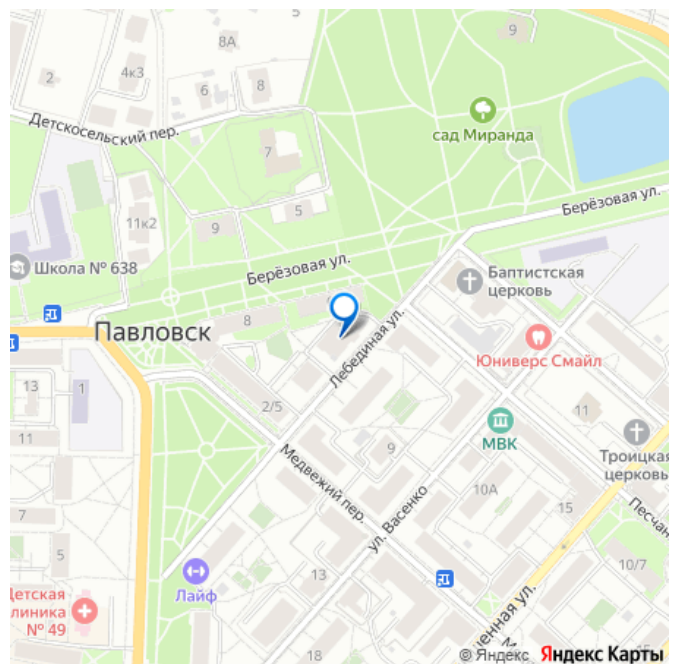 9
8А
4к3
2
6
8
Детскосельский пер.
сад Миранда
7
11к2
5
9
Берёзовая ул.
Школа № 638
Берёзовая ул.
Баптистская
церковь
Павловск
8
Лебединая ул.
Юниверс Смайл
13
1
2/5
11
11
МВК
Троицкая
церковь
9
Медвежий пер.
10А
15
Песчан
7
ул. Васенко
5
10/7
Лайф
13
Детская
линика
№ 49
ненная ул.
18
© Яндекс Яндекс Карты